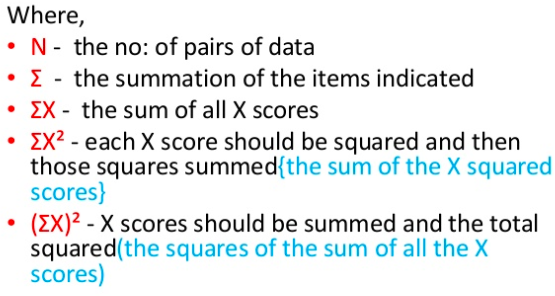 Where,
• N - the no: of pairs of data
• Σ - the summation of the items indicated
• ΣX - the sum of all X scores
• ΣX² - each X score should be squared and then
those squares summed{the sum of the X squared
scores}
• (ΣX)² - X scores should be summed and the total
squared(the squares of the sum of all the X
scores)